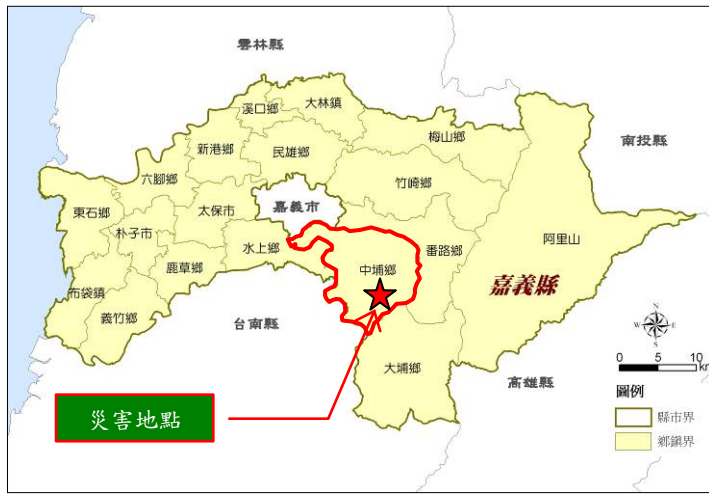 雲林縣
大林鎮
溪口鄉
梅山鄉
南投縣
新港鄉
民雄鄉
六腳鄉
竹崎鄉
東石鄉
太保市
嘉義市
朴子市
水上鄉
番路鄉
阿里山
鹿草鄉
中埔鄉
嘉義縣
布袋鎮
義竹鄉
台南縣
大埔鄉
高雄縣
災害地點
N
W E
S
0 5 10
km
圖例
縣市界
鄉鎮界